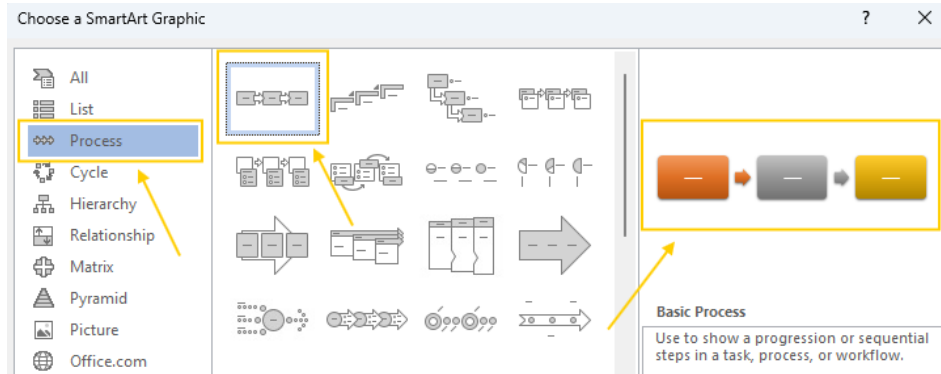 Choose a SmartArt Graphic
?
All
List
Process
Cycle
Hierarchy
Relationship
Matrix
Pyramid
Picture
Office.com
Basic Process
Use to show a progression or sequential
steps in a task, process, or workflow.